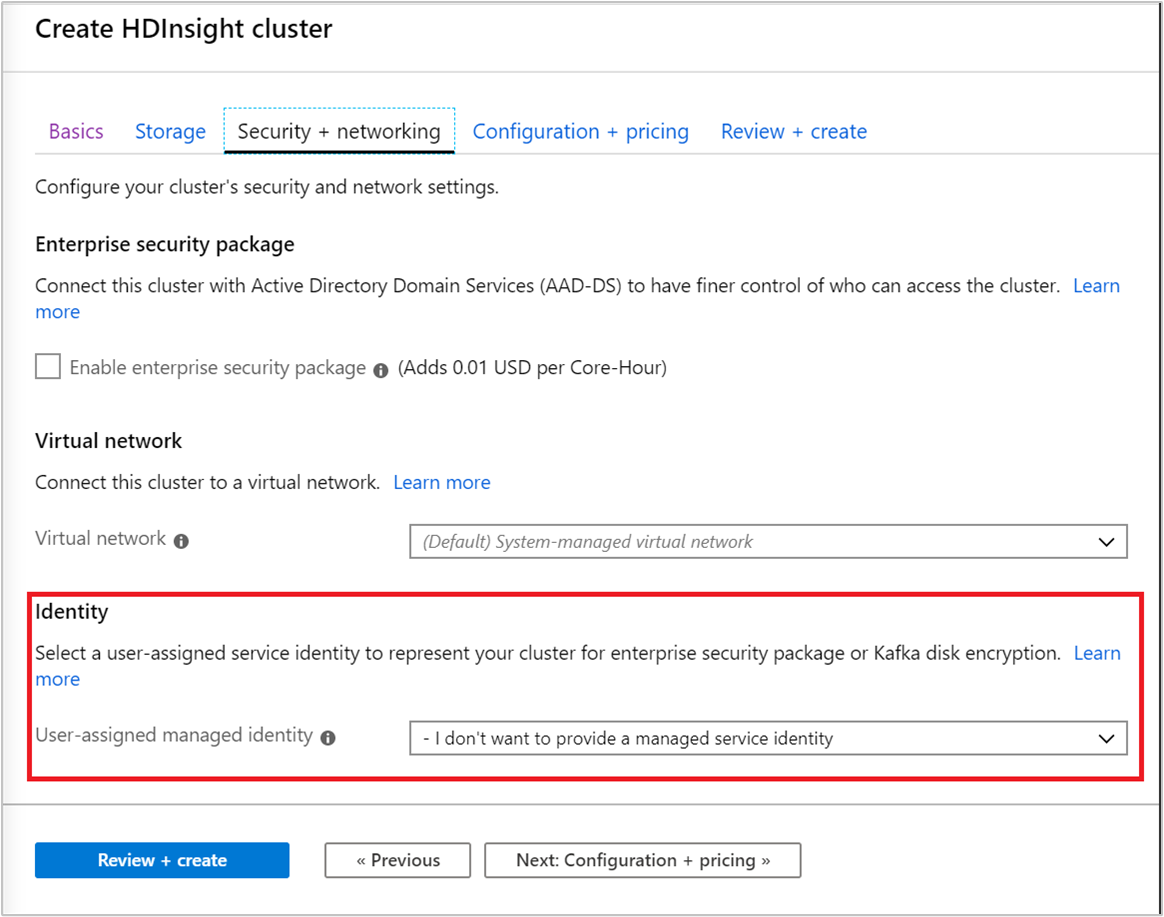 Create HDInsight cluster
Basics Storage Security + networking Configuration + pricing Review + create
Configure your cluster's security and network settings.
Enterprise security package
Connect this cluster with Active Directory Domain Services (AAD-DS) to have finer control of who can access the cluster. Learn
more
Enable enterprise security package (Adds 0.01 USD per Core-Hour)
Virtual network
Connect this cluster to a virtual network. Learn more
Virtual network (Default) System-managed virtual network
Identity
Select a user-assigned service identity to represent your cluster for enterprise security package or Kafka disk encryption. Learn
more
User-assigned managed identity - I don't want to provide a managed service identity
Review + create « Previous Next: Configuration + pricing »